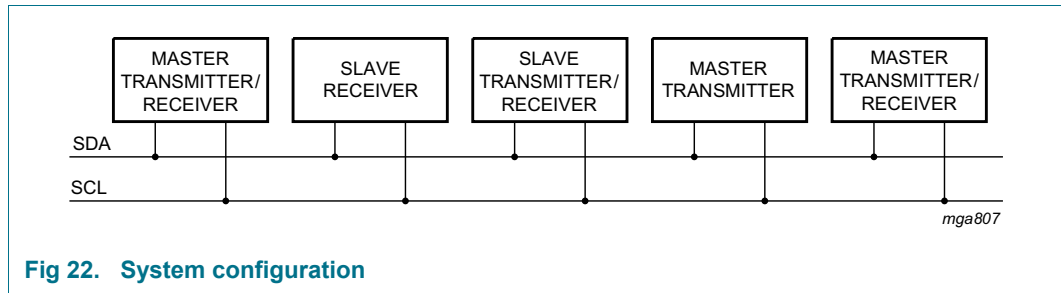 MASTER
TRANSMITTER/
RECEIVER
SLAVE
RECEIVER
SLAVE
TRANSMITTER/
RECEIVER
MASTER
TRANSMITTER
MASTER
TRANSMITTER/
RECEIVER
SDA
SCL
mga807
Fig 22. System configuration